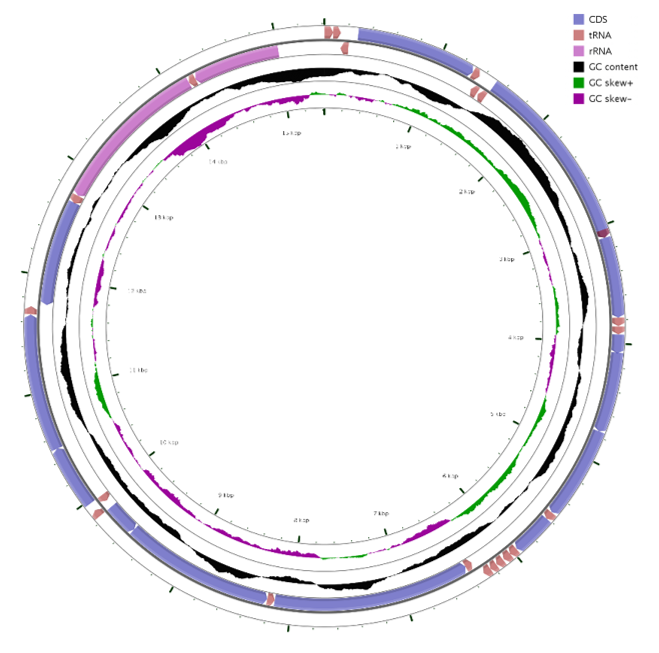 CDS
tRNA
rRNA
GC content
GC skew+
GC skew-
15 kbp
1 kbp
14 kbp
2 kbp
13 kbp
3 kbp
12 kbp
4 kbp
11 kbp
5 kbp
10 kbp
6 kbp
9 kbp
7 kbp
8 kbp